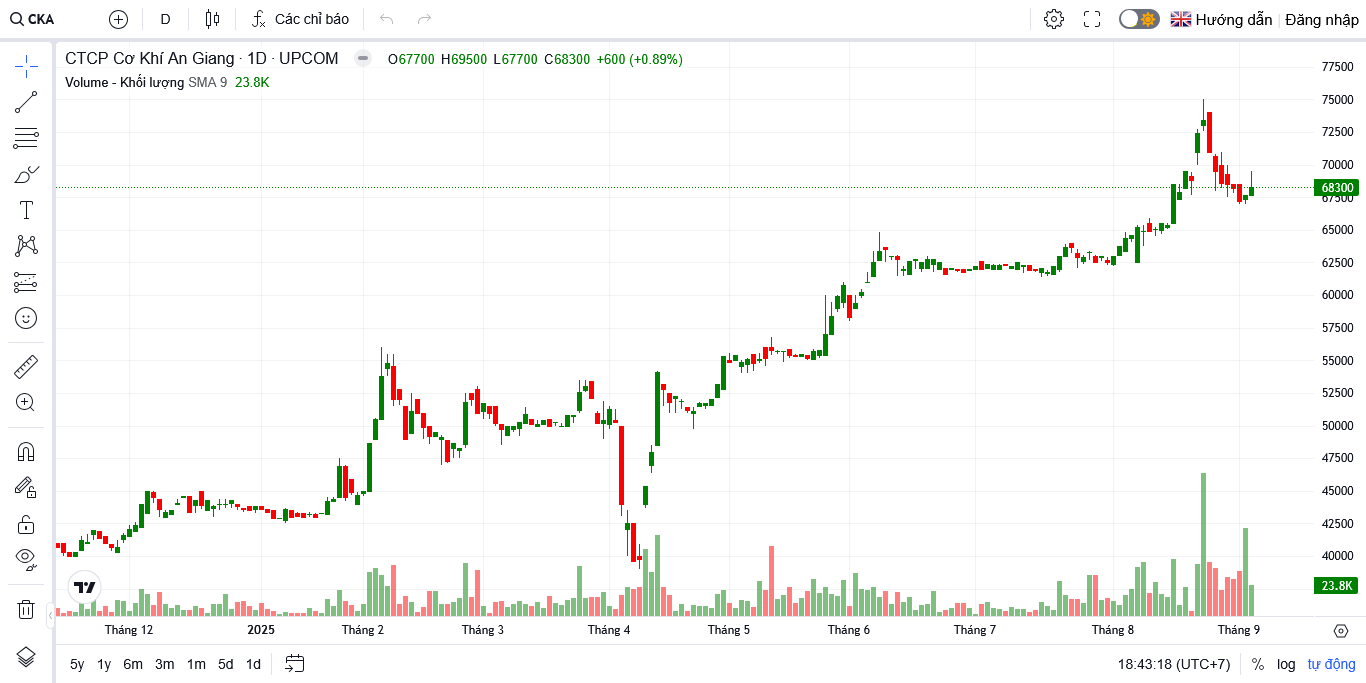 CKA D Các chỉ báo Hướng dẫn Đăng nhập
CTCP Cơ Khí An Giang · 1D · UPCOM O67700 H69500 L67700 C68300 +600 (+0.89%)
Volume - Khối lượng SMA 9 23.8K
77500
75000
72500
70000
68300
67500
65000
62500
60000
57500
55000
52500
50000
47500
45000
42500
40000
23.8K
Tháng 12 2025 Tháng 2 Tháng 3 Tháng 4 Tháng 5 Tháng 6 Tháng 7 Tháng 8 Tháng 9
5y 1y 6m 3m 1m 5d 1d 18:43:18 (UTC+7) % log tự động